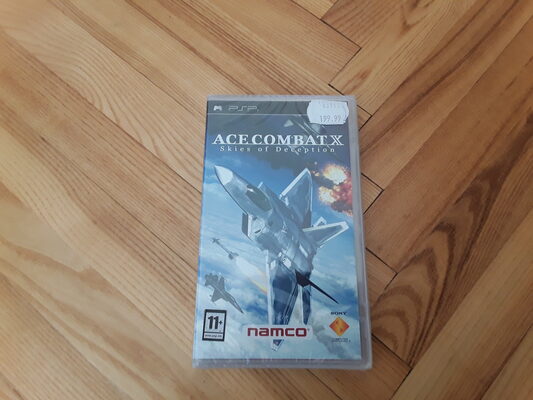 PSP
199.99
ACE COMBAT X
Skies of Deception
11+
namco
SONY